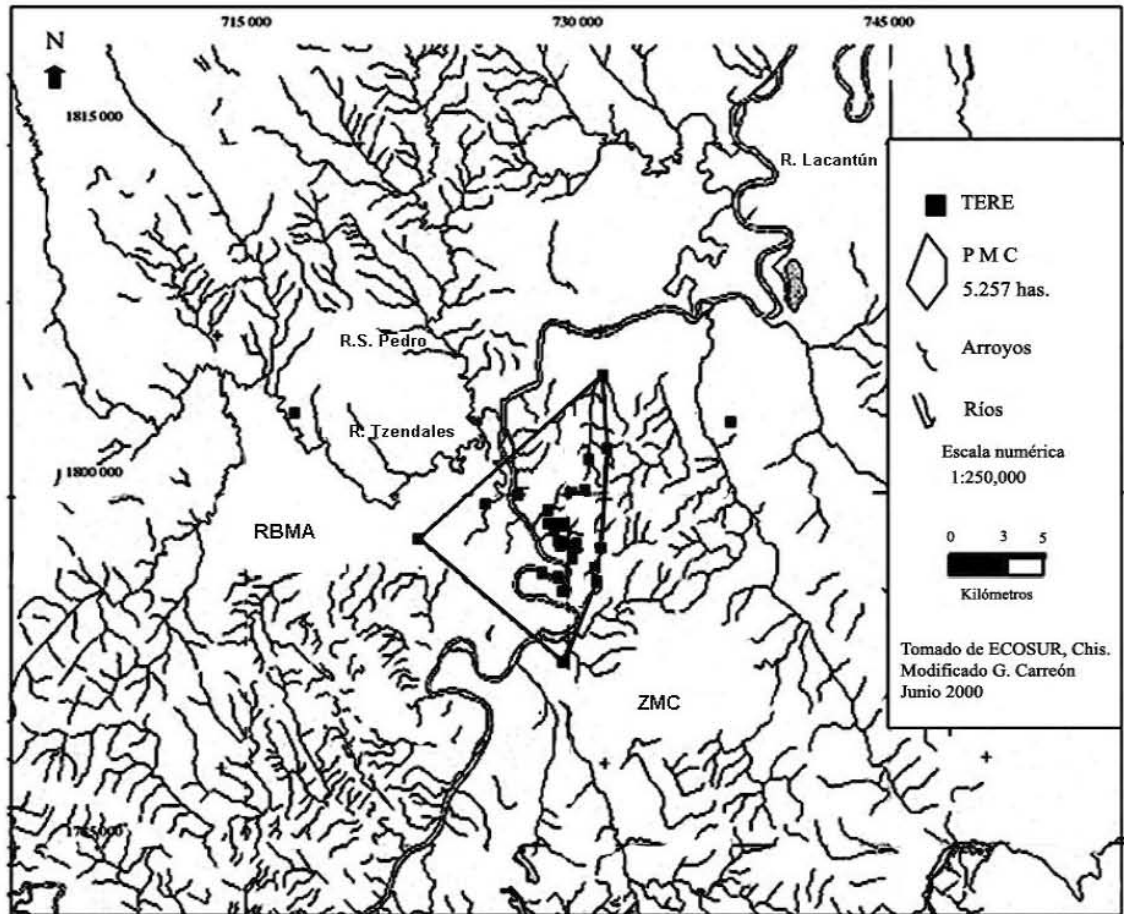 715 000
730 000
745 000
N
1815 000
R. Lacantún
R.S. Pedro
R. Tzendales
1800 000
RBMA
ZMC
TERE
P M C
5.257 has.
Arroyos
Ríos
Escala numérica
1:250,000
0 3 5
Kilómetros
Tomado de ECOSUR, Chis.
Modificado G. Carreón
Junio 2000